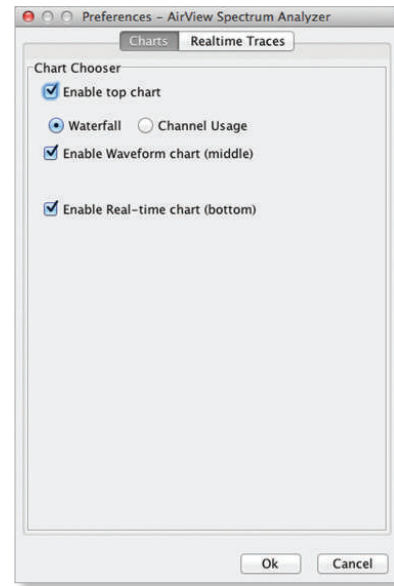 Preferences – AirView Spectrum Analyzer
Charts Realtime Traces
Chart Chooser
Enable top chart
Waterfall Channel Usage
Enable Waveform chart (middle)
Enable Real-time chart (bottom)
Ok Cancel